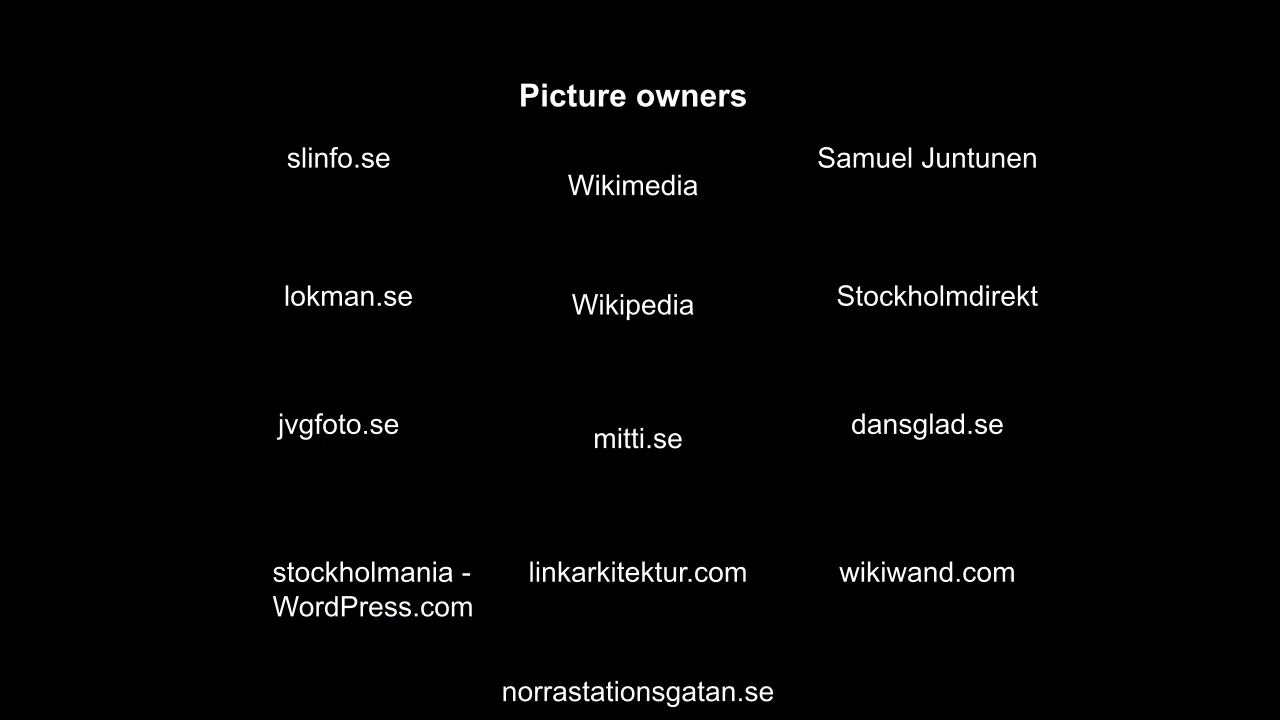 Picture owners
slinfo.se
Wikimedia
Samuel Juntunen
lokman.se
Wikipedia
Stockholmdirekt
jvgfoto.se
mitti.se
dansglad.se
stockholmania -
WordPress.com
linkarkitektur.com
wikiwand.com
norrastationsgatan.se